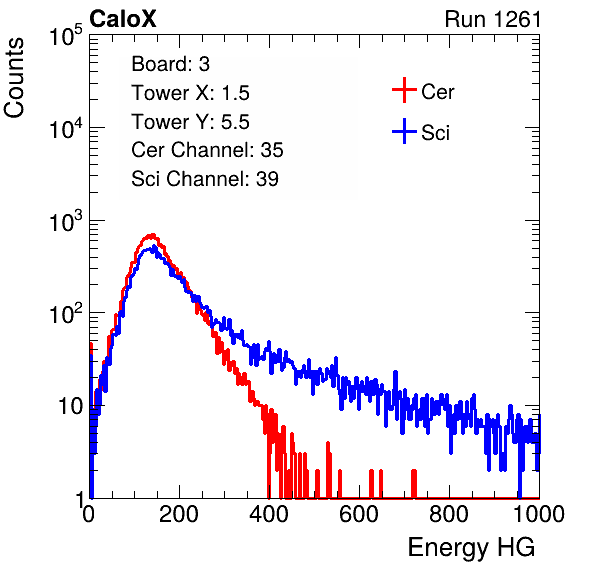 CaloX Run 1261
Counts
Board: 3
Tower X: 1.5
Tower Y: 5.5
Cer Channel: 35
Sci Channel: 39
Cer
Sci
10^5
10^4
10^3
10^2
10
1
0 200 400 600 800 1000
Energy HG